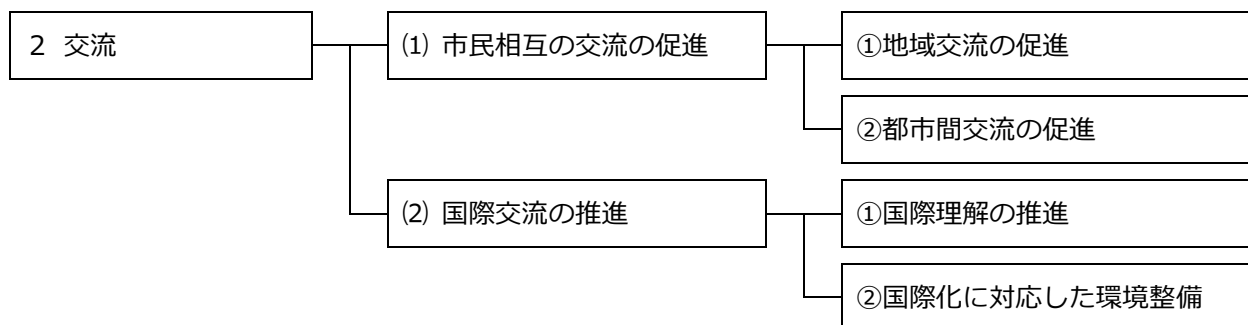 2 交流
⑴ 市民相互の交流の促進
①地域交流の促進
②都市間交流の促進
⑵ 国際交流の推進
①国際理解の推進
②国際化に対応した環境整備